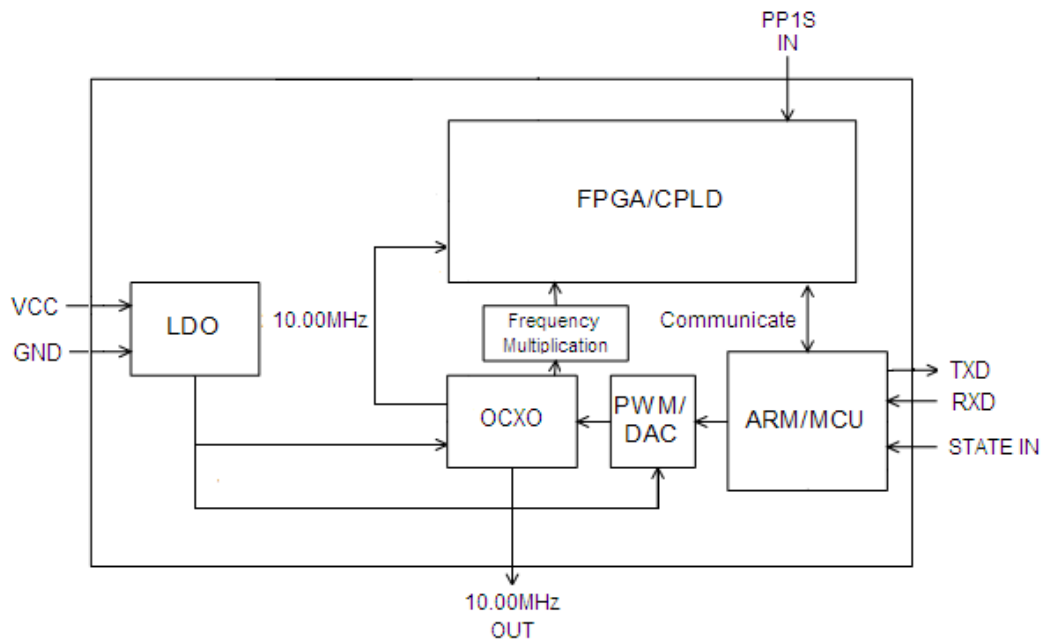 PP1S
IN
FPGA/CPLD
VCC
GND
LDO
10.00MHz
Frequency
Multiplication
Communicate
OCXO
PWM/
DAC
ARM/MCU
TXD
RXD
STATE IN
10.00MHz
OUT